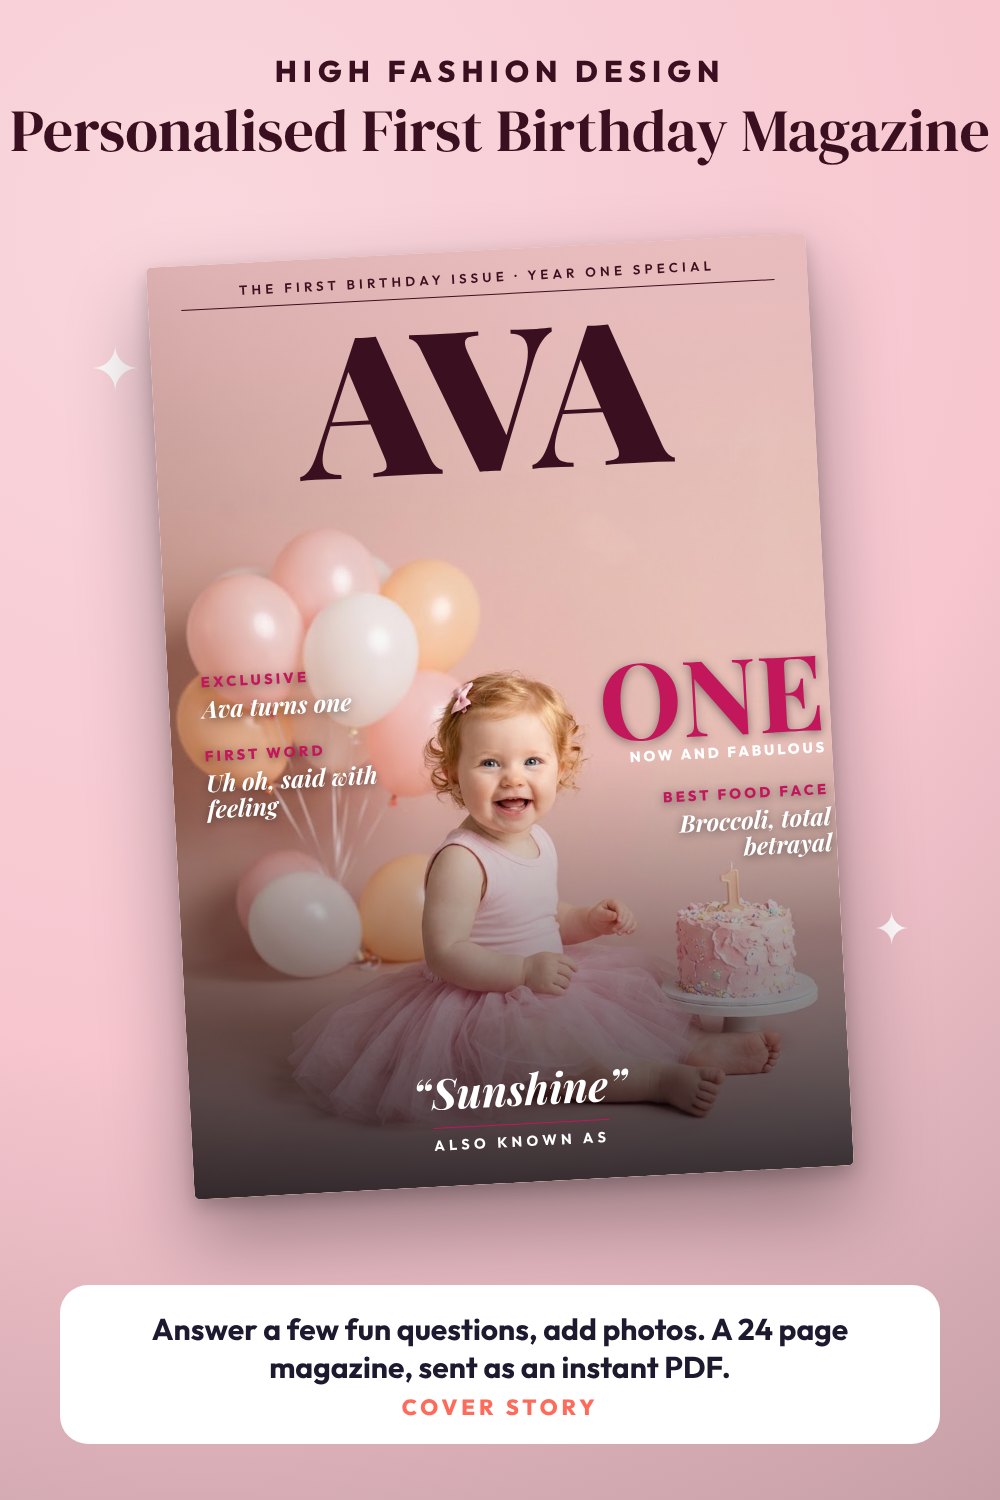 HIGH FASHION DESIGN
Personalised First Birthday Magazine
THE FIRST BIRTHDAY ISSUE · YEAR ONE SPECIAL
AVA
EXCLUSIVE
Ava turns one
FIRST WORD
Uh oh, said with
feeling
ONE
NOW AND FABULOUS
BEST FOOD FACE
Broccoli, total
betrayal
1
“Sunshine”
ALSO KNOWN AS
Answer a few fun questions, add photos. A 24 page
magazine, sent as an instant PDF.
COVER STORY